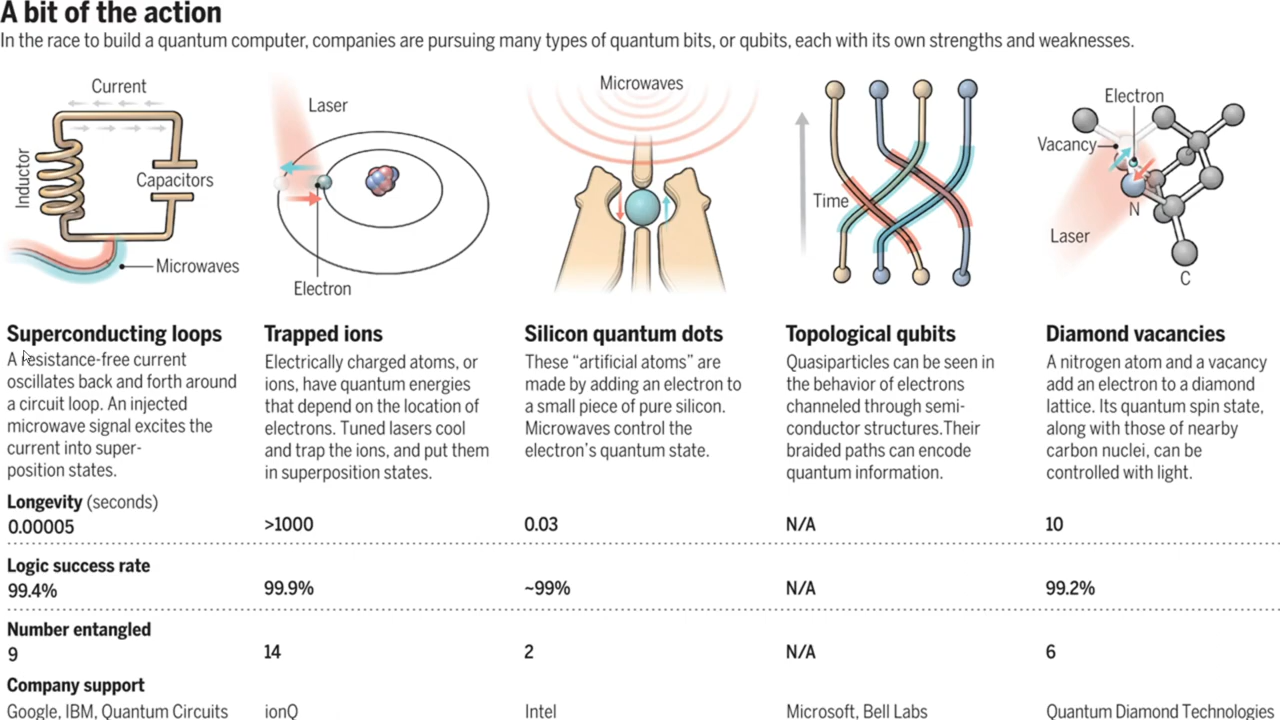 A bit of the action
In the race to build a quantum computer, companies are pursuing many types of quantum bits, or qubits, each with its own strengths and weaknesses.
Current
Inductor
Capacitors
Microwaves
Laser
Electron
Microwaves
Time
Electron
Vacancy
N
Laser
C
Superconducting loops
A resistance-free current
oscillates back and forth around
a circuit loop. An injected
microwave signal excites the
current into super-
position states.
Trapped ions
Electrically charged atoms, or
ions, have quantum energies
that depend on the location of
electrons. Tuned lasers cool
and trap the ions, and put them
in superposition states.
Silicon quantum dots
These “artificial atoms” are
made by adding an electron to
a small piece of pure silicon.
Microwaves control the
electron’s quantum state.
Topological qubits
Quasiparticles can be seen in
the behavior of electrons
channeled through semi-
conductor structures.Their
braided paths can encode
quantum information.
Diamond vacancies
A nitrogen atom and a vacancy
add an electron to a diamond
lattice. Its quantum spin state,
along with those of nearby
carbon nuclei, can be
controlled with light.
Longevity (seconds)
0.00005 >1000 0.03 N/A 10
Logic success rate
99.4% 99.9% ~99% N/A 99.2%
Number entangled
9 14 2 N/A 6
Company support
Google, IBM, Quantum Circuits ionQ Intel Microsoft, Bell Labs Quantum Diamond Technologies